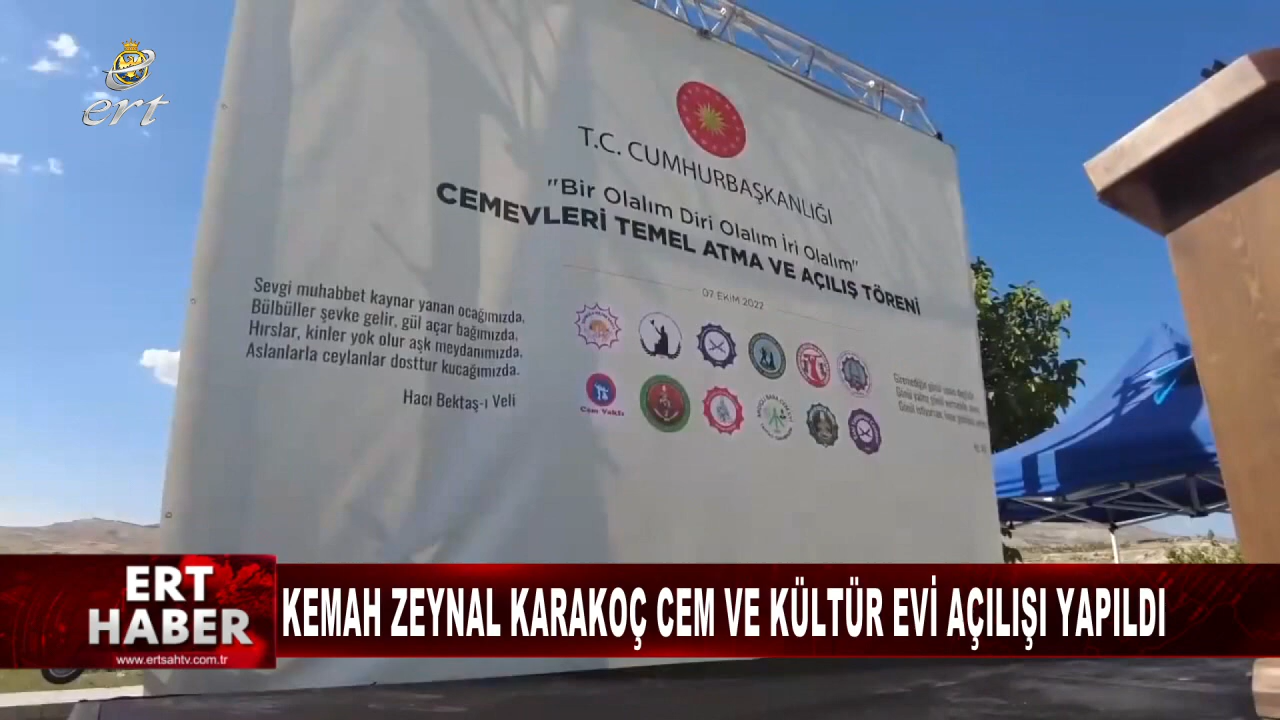 ert
T.C. CUMHURBAŞKANLIĞI
"Bir Olalım Diri Olalım İri Olalım"
CEMEVLERİ TEMEL ATMA VE AÇILIŞ TÖRENİ
07 EKİM 2022
Sevgi muhabbet kaynar yanan ocağımızda,
Bülbüller şevke gelir, gül açar bağımızda,
Hırslar, kinler yok olur aşk meydanımızda,
Aslanlarla ceylanlar dosttur kucağımızda.
Hacı Bektaş-ı Veli
Cem Vakfı
ERT
HABER
www.ertsahtv.com.tr
KEMAH ZEYNAL KARAKOÇ CEM VE KÜLTÜR EVİ AÇILIŞI YAPILDI